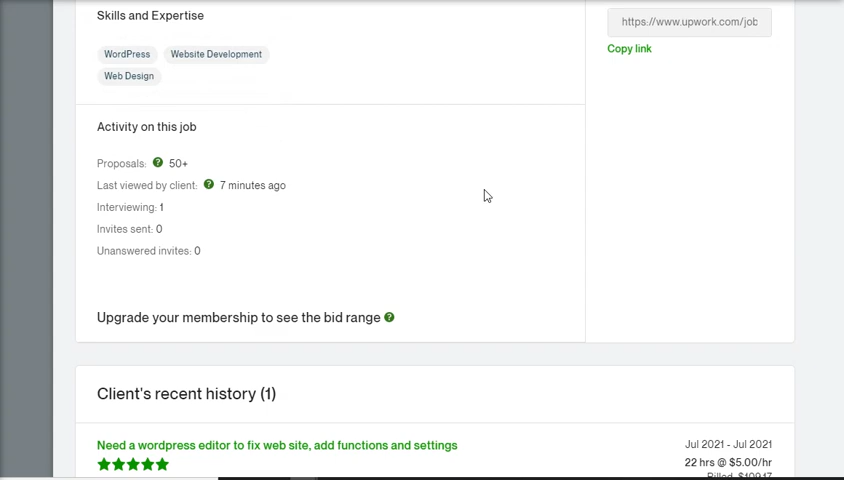 Skills and Expertise
https://www.upwork.com/job
Copy link
WordPress Website Development
Web Design
Activity on this job
Proposals: ? 50+
Last viewed by client: ? 7 minutes ago
Interviewing: 1
Invites sent: 0
Unanswered invites: 0
Upgrade your membership to see the bid range ?
Client's recent history (1)
Need a wordpress editor to fix web site, add functions and settings
Jul 2021 - Jul 2021
22 hrs @ $5.00/hr